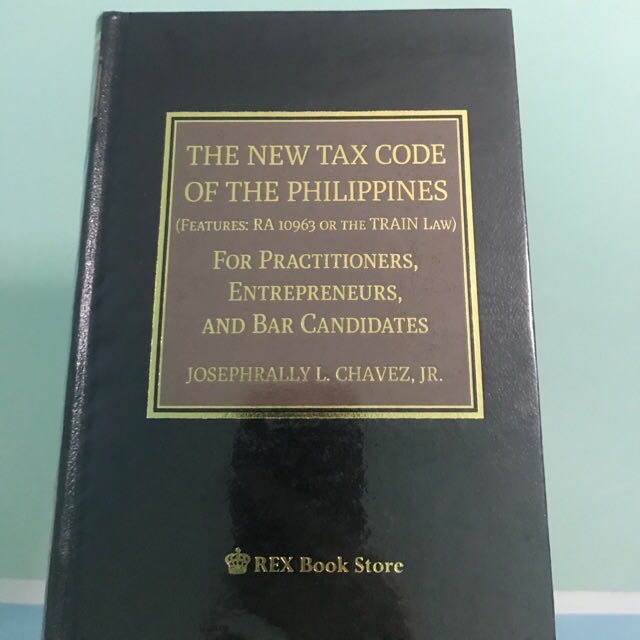 THE NEW TAX CODE
OF THE PHILIPPINES
(FEATURES: RA 10963 OR THE TRAIN LAW)
FOR PRACTITIONERS,
ENTREPRENEURS,
AND BAR CANDIDATES
JOSEPHRALLY L. CHAVEZ, JR.
REX Book Store